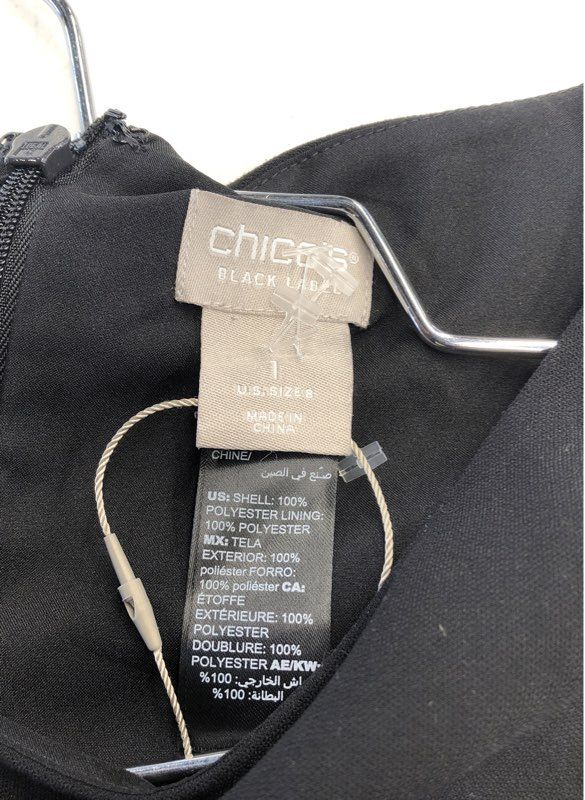 IDEAL
chico's®
BLACK LABEL
1
U.S. SIZE 8
MADE IN
CHINA
CHINE/
صنع في الصين
US: SHELL: 100%
POLYESTER LINING:
100% POLYESTER
MX: TELA
EXTERIOR: 100%
poliéster FORRO:
100% poliéster CA:
ÉTOFFE
EXTÉRIEURE: 100%
POLYESTER
DOUBLURE: 100%
POLYESTER AE/KW:
الخارجي: 100%
البطانة: 100%